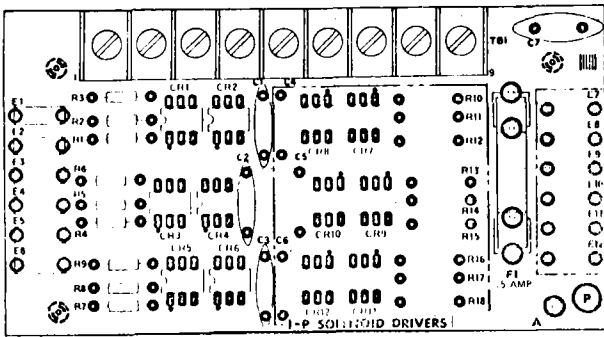 TB1
C7
1
9
E1
E2
E3
E4
E5
E6
R3
R2
R1
CR1
CR2
C1
C4
CR8
CR7
R10
R11
R12
R6
R5
R4
CR3
CR4
C2
C5
CR10
CR9
R13
R14
R15
R9
R8
R7
CR5
CR6
C3
C6
CR12
R16
R17
R18
F1
.5 AMP
E7
E8
E9
E10
E11
E12
A
P
I-P SOLENOID DRIVERS